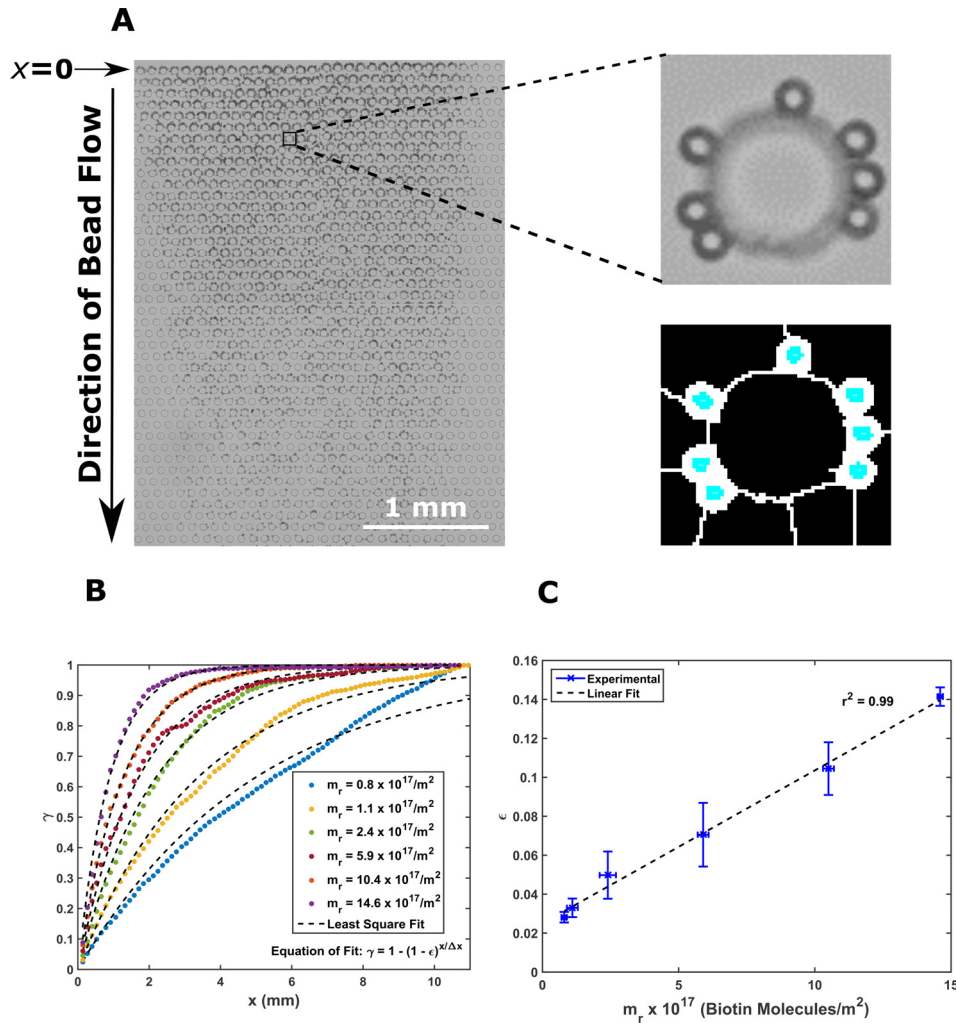 A
x=0
Direction of Bead Flow
1 mm
B
C
1
0.9
0.8
0.7
0.6
0.5
0.4
0.3
0.2
0.1
0
γ
0 2 4 6 8 10
x (mm)
m_r = 0.8 x 10^17/m^2
m_r = 1.1 x 10^17/m^2
m_r = 2.4 x 10^17/m^2
m_r = 5.9 x 10^17/m^2
m_r = 10.4 x 10^17/m^2
m_r = 14.6 x 10^17/m^2
Least Square Fit
Equation of Fit: γ = 1 - (1 - ϵ)^x/Δx
0.16
0.14
0.12
0.1
0.08
0.06
0.04
0.02
0
ϵ
Experimental
Linear Fit
r^2 = 0.99
0 5 10 15
m_r x 10^17 (Biotin Molecules/m^2)